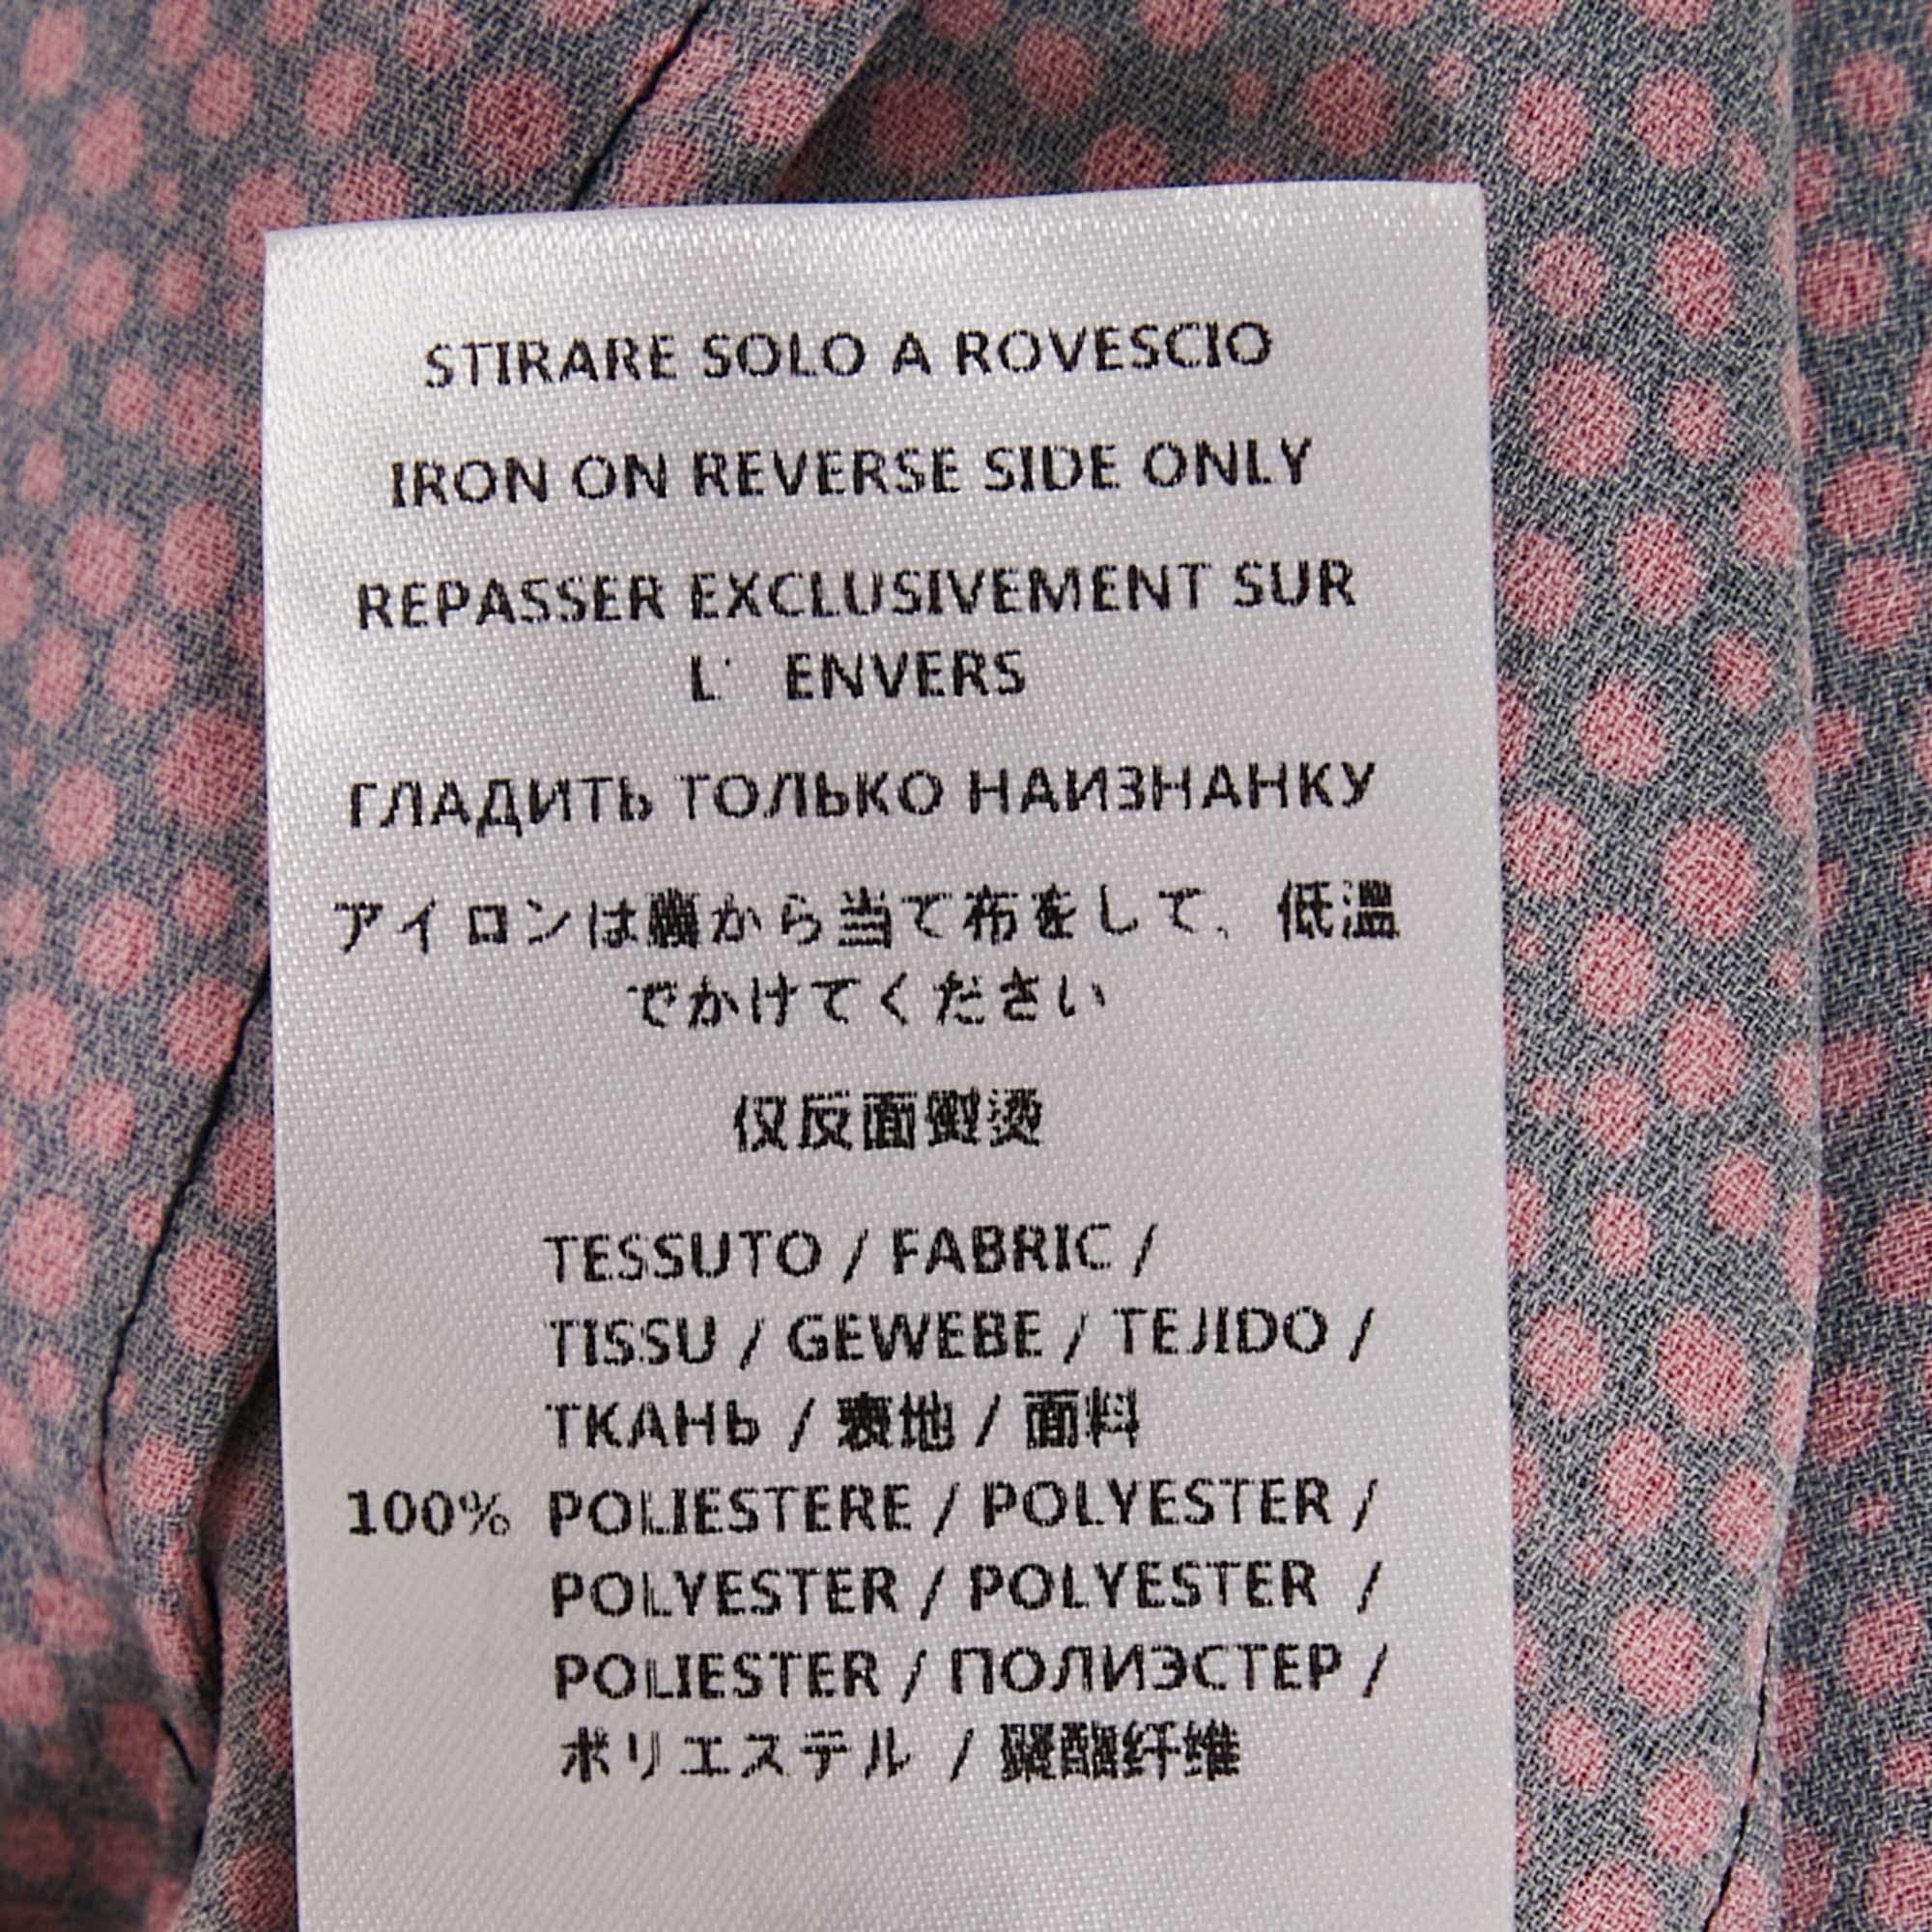 STIRARE SOLO A ROVESCIO
IRON ON REVERSE SIDE ONLY
REPASSER EXCLUSIVEMENT SUR
L' ENVERS
ГЛАДИТЬ ТОЛЬКО НАИЗНАНКУ
アイロンは裏から当て布をして、低温
でかけてください
仅反面熨烫
TESSUTO / FABRIC /
TISSU / GEWEBE / TEJIDO /
ТКАНЬ / 表地 / 面料
100% POLIESTERE / POLYESTER /
POLYESTER / POLYESTER /
POLIESTER / ПОЛИЭСТЕР /
ポリエステル / 聚酯纤维